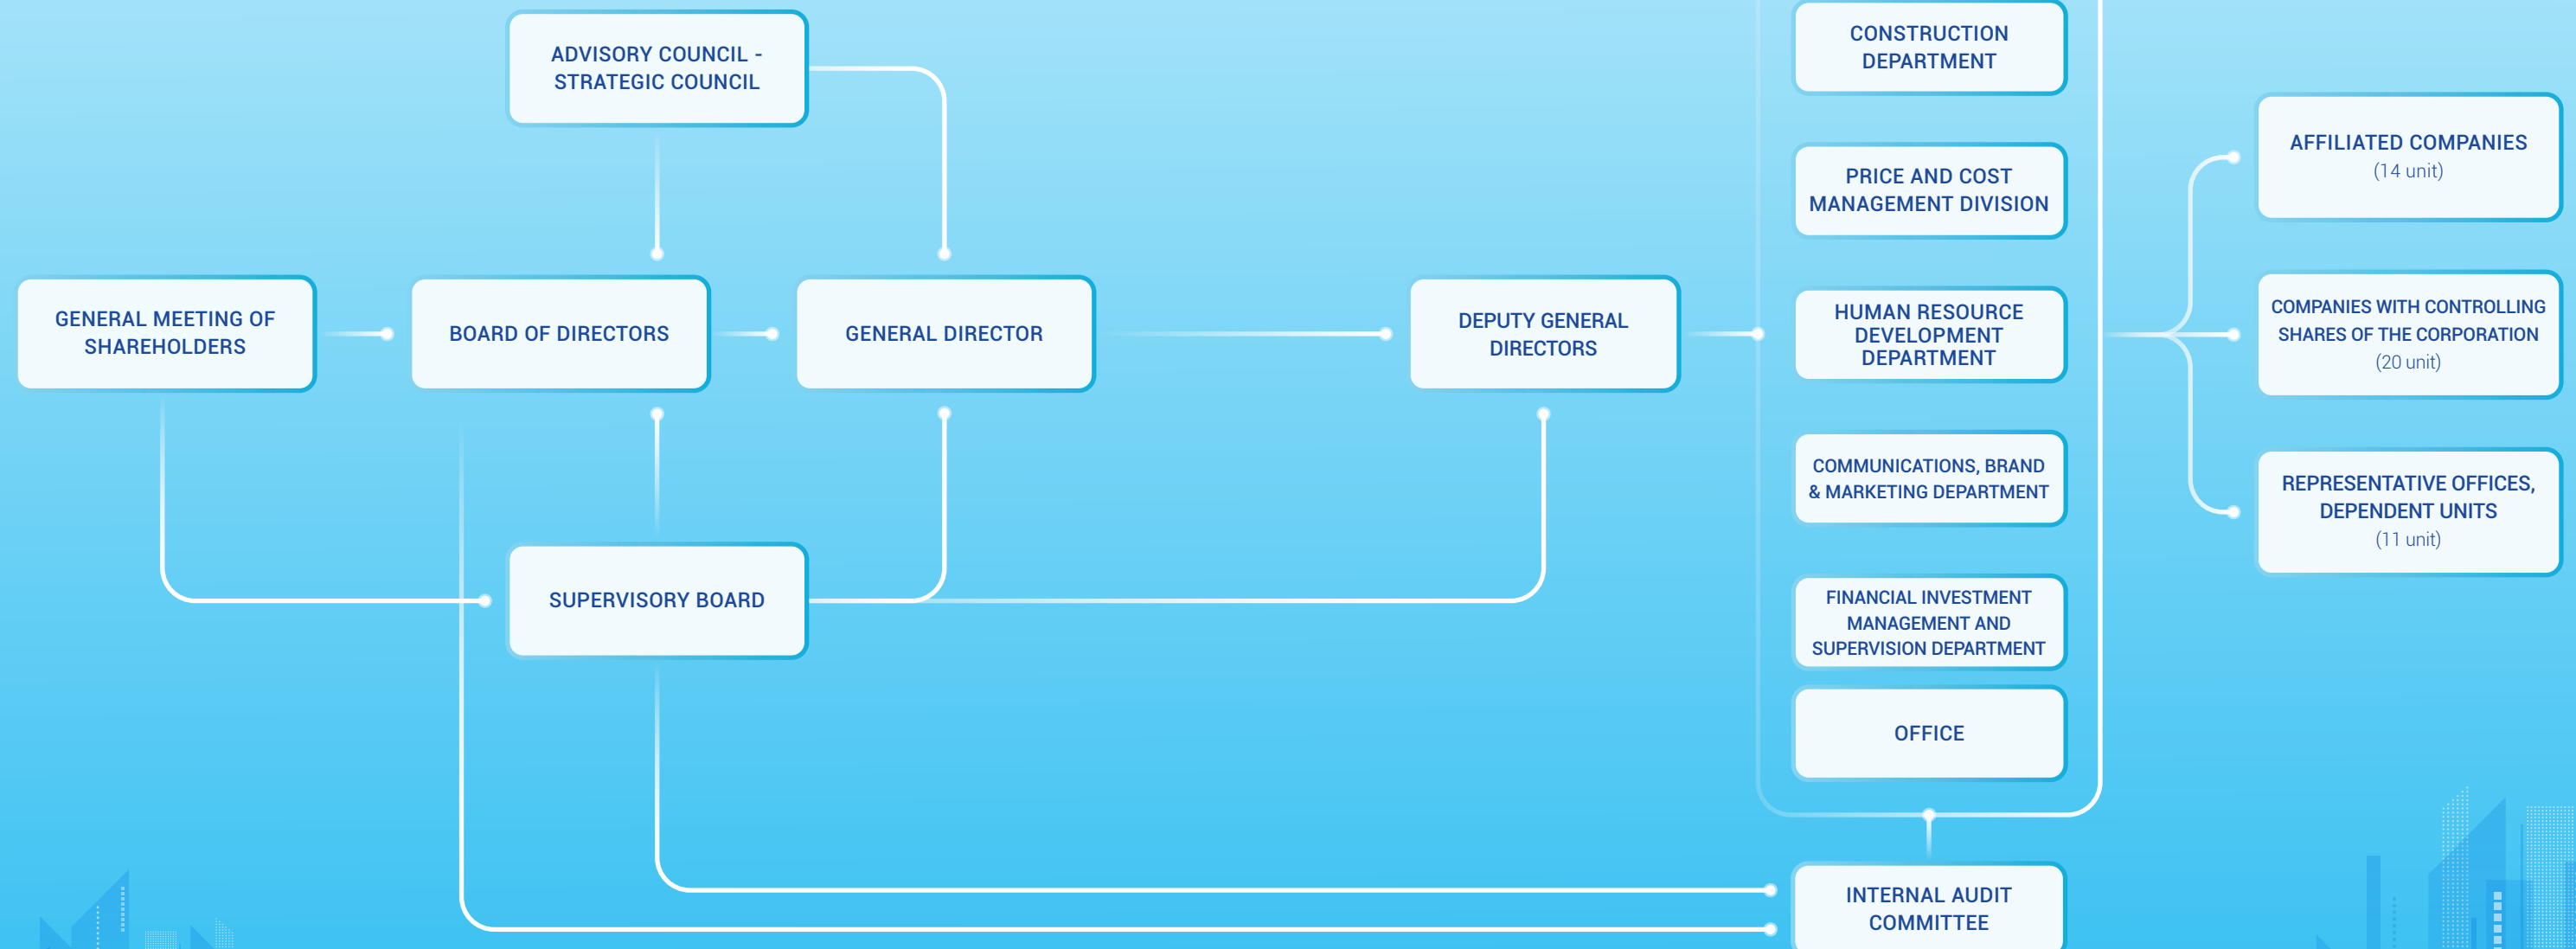 ADVISORY COUNCIL -
STRATEGIC COUNCIL
GENERAL MEETING OF
SHAREHOLDERS
BOARD OF DIRECTORS
GENERAL DIRECTOR
SUPERVISORY BOARD
DEPUTY GENERAL
DIRECTORS
CONSTRUCTION
DEPARTMENT
PRICE AND COST
MANAGEMENT DIVISION
HUMAN RESOURCE
DEVELOPMENT
DEPARTMENT
COMMUNICATIONS, BRAND
& MARKETING DEPARTMENT
FINANCIAL INVESTMENT
MANAGEMENT AND
SUPERVISION DEPARTMENT
OFFICE
INTERNAL AUDIT
COMMITTEE
AFFILIATED COMPANIES
(14 unit)
COMPANIES WITH CONTROLLING
SHARES OF THE CORPORATION
(20 unit)
REPRESENTATIVE OFFICES,
DEPENDENT UNITS
(11 unit)